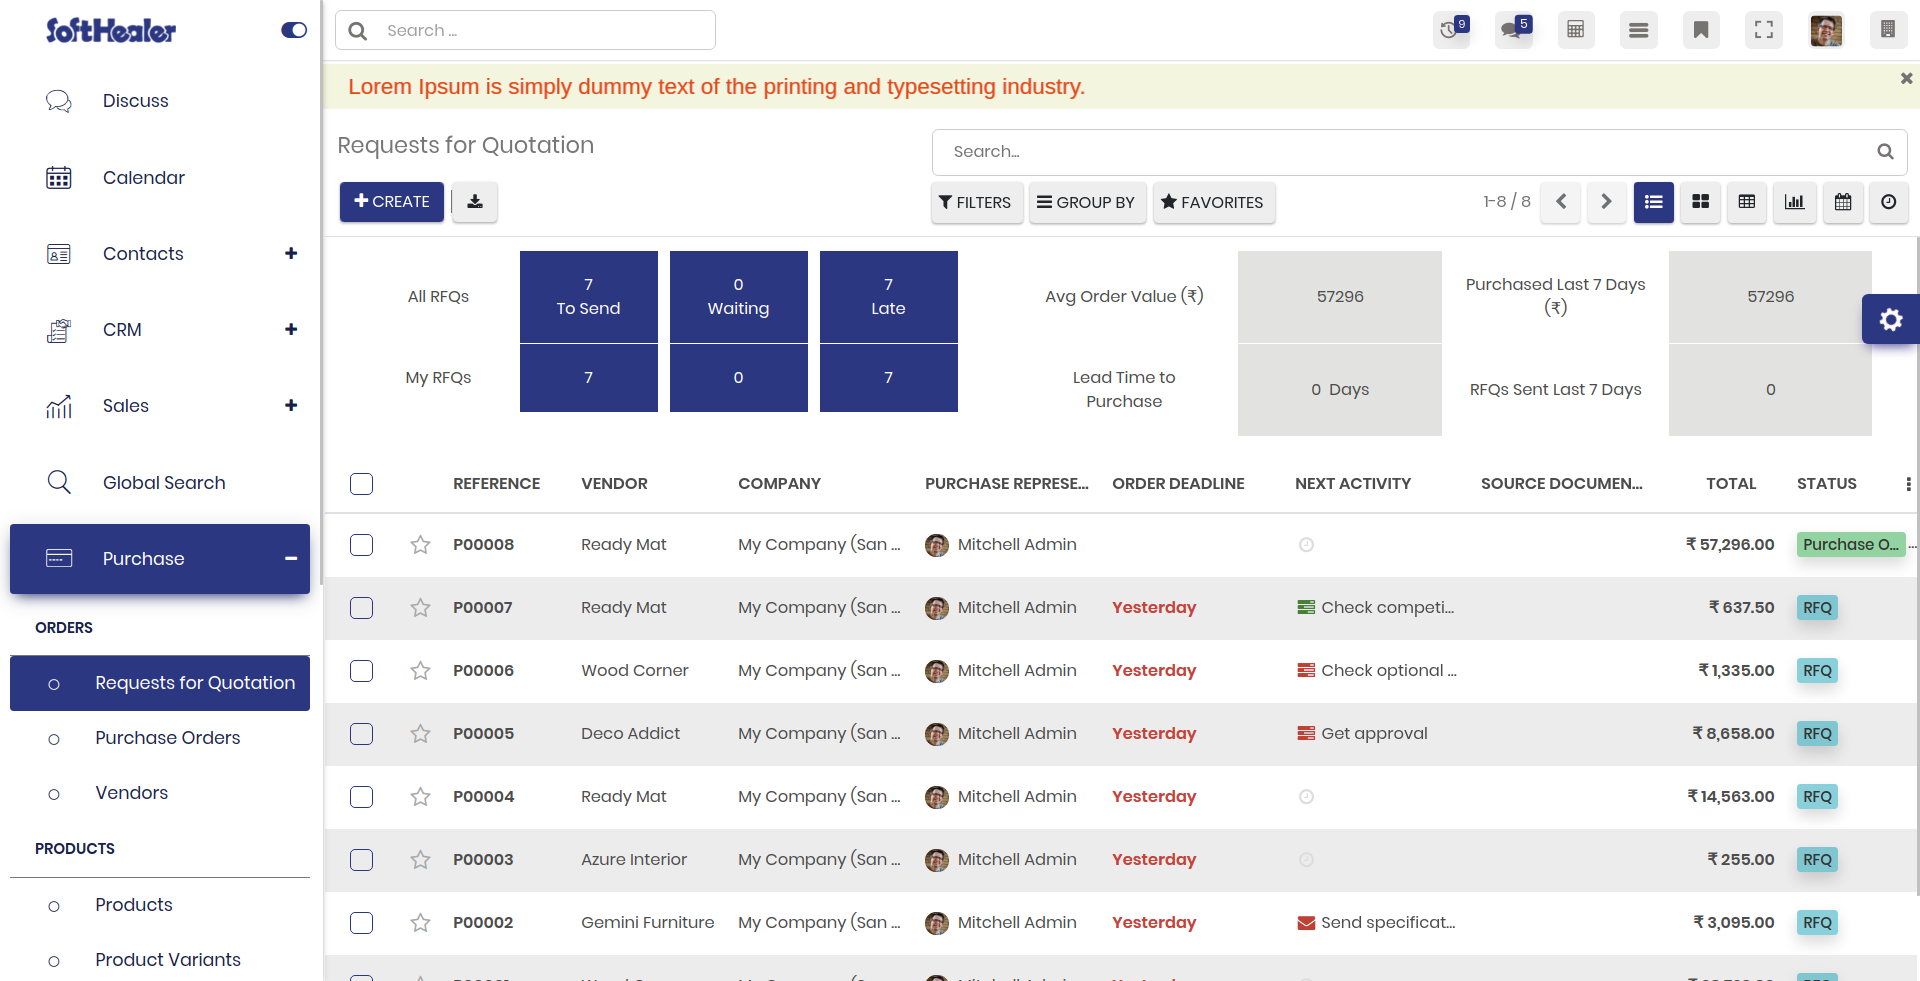 SoftHealer
Search ...
9
5
Lorem Ipsum is simply dummy text of the printing and typesetting industry.
Discuss
Calendar
Contacts
CRM
Sales
Global Search
Purchase
ORDERS
Requests for Quotation
Purchase Orders
Vendors
PRODUCTS
Products
Product Variants
Requests for Quotation
Search...
CREATE
FILTERS
GROUP BY
FAVORITES
1-8 / 8
All RFQs
7
To Send
0
Waiting
7
Late
My RFQs
7
0
7
Avg Order Value (₹)
57296
Purchased Last 7 Days
(₹)
57296
Lead Time to
Purchase
0 Days
RFQs Sent Last 7 Days
0
REFERENCE VENDOR COMPANY PURCHASE REPRESE... ORDER DEADLINE NEXT ACTIVITY SOURCE DOCUMEN... TOTAL STATUS
P00008 Ready Mat My Company (San ... Mitchell Admin ₹ 57,296.00 Purchase O... ...
P00007 Ready Mat My Company (San ... Mitchell Admin Yesterday Check competi... ₹ 637.50 RFQ
P00006 Wood Corner My Company (San ... Mitchell Admin Yesterday Check optional ... ₹ 1,335.00 RFQ
P00005 Deco Addict My Company (San ... Mitchell Admin Yesterday Get approval ₹ 8,658.00 RFQ
P00004 Ready Mat My Company (San ... Mitchell Admin Yesterday ₹ 14,563.00 RFQ
P00003 Azure Interior My Company (San ... Mitchell Admin Yesterday ₹ 255.00 RFQ
P00002 Gemini Furniture My Company (San ... Mitchell Admin Yesterday Send specificat... ₹ 3,095.00 RFQ